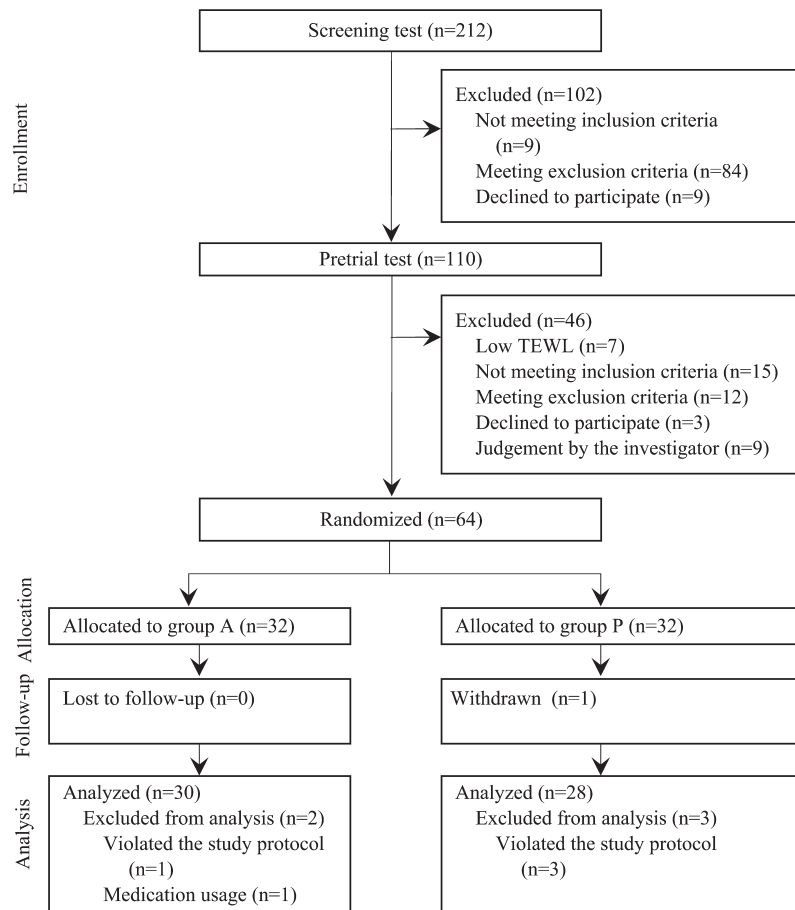 Screening test (n=212)
Enrollment
Excluded (n=102)
Not meeting inclusion criteria
(n=9)
Meeting exclusion criteria (n=84)
Declined to participate (n=9)
Pretrial test (n=110)
Excluded (n=46)
Low TEWL (n=7)
Not meeting inclusion criteria (n=15)
Meeting exclusion criteria (n=12)
Declined to participate (n=3)
Judgement by the investigator (n=9)
Randomized (n=64)
Allocation
Allocated to group A (n=32)
Allocated to group P (n=32)
Follow-up
Lost to follow-up (n=0)
Withdrawn (n=1)
Analysis
Analyzed (n=30)
Excluded from analysis (n=2)
Violated the study protocol
(n=1)
Medication usage (n=1)
Analyzed (n=28)
Excluded from analysis (n=3)
Violated the study protocol
(n=3)